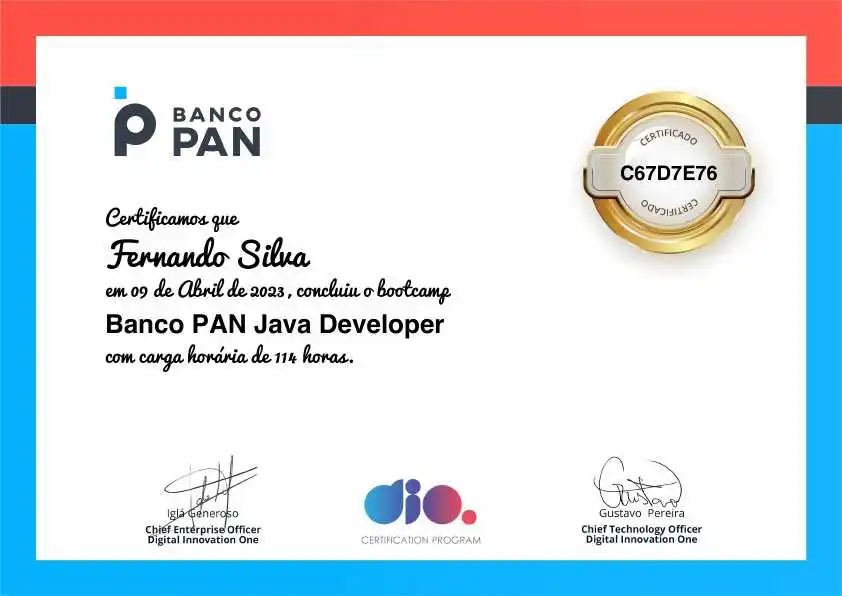 BANCO
PAN
CERTIFICADO
C67D7E76
CERTIFICADO
Certificamos que
Fernando Silva
em 09 de Abril de 2023, concluiu o bootcamp
Banco PAN Java Developer
com carga horária de 114 horas.
Iglá Generoso
Chief Enterprise Officer
Digital Innovation One
dio.
CERTIFICATION PROGRAM
Gustavo
Gustavo Pereira
Chief Technology Officer
Digital Innovation One